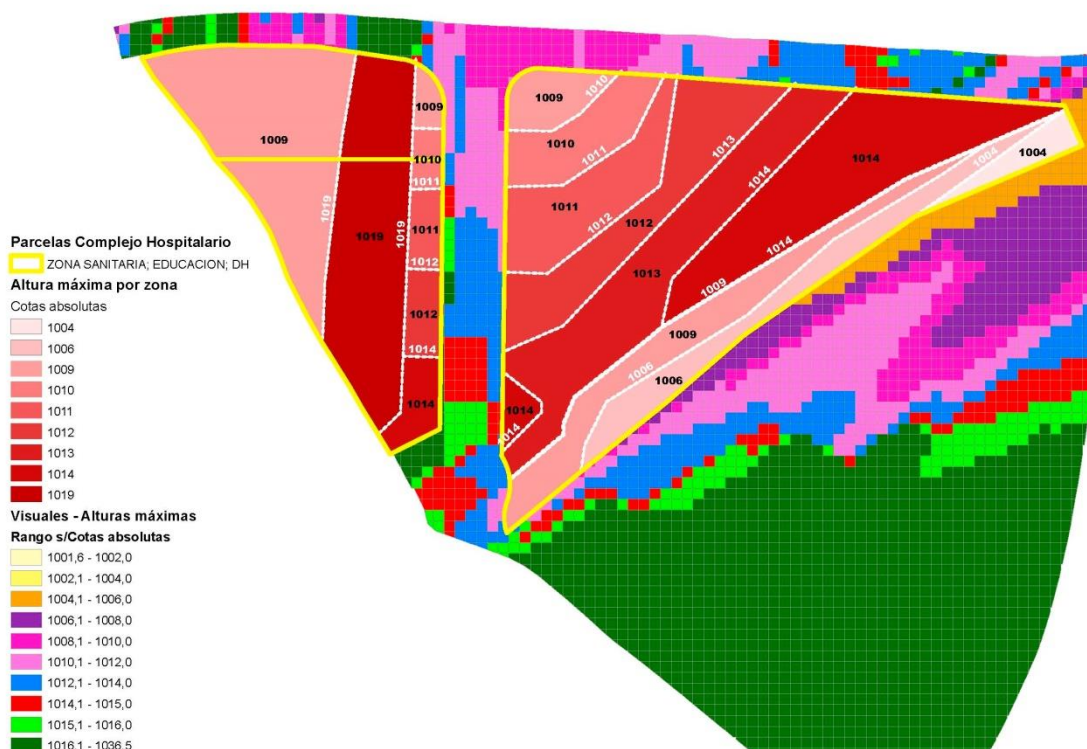 Parcelas Complejo Hospitalario
ZONA SANITARIA; EDUCACION; DH
Altura máxima por zona
Cotas absolutas
1004
1006
1009
1010
1011
1012
1013
1014
1019
Visuales - Alturas máximas
Rango s/Cotas absolutas
1001,6 - 1002,0
1002,1 - 1004,0
1004,1 - 1006,0
1006,1 - 1008,0
1008,1 - 1010,0
1010,1 - 1012,0
1012,1 - 1014,0
1014,1 - 1015,0
1015,1 - 1016,0
1016,1 - 1036,5
1009
1019
1019
1019
1009
1010
1011
1011
1012
1012
1014
1014
1009
1010
1010
1011
1011
1012
1012
1013
1013
1014
1014
1014
1009
1009
1006
1006
1004
1004
1014
1014